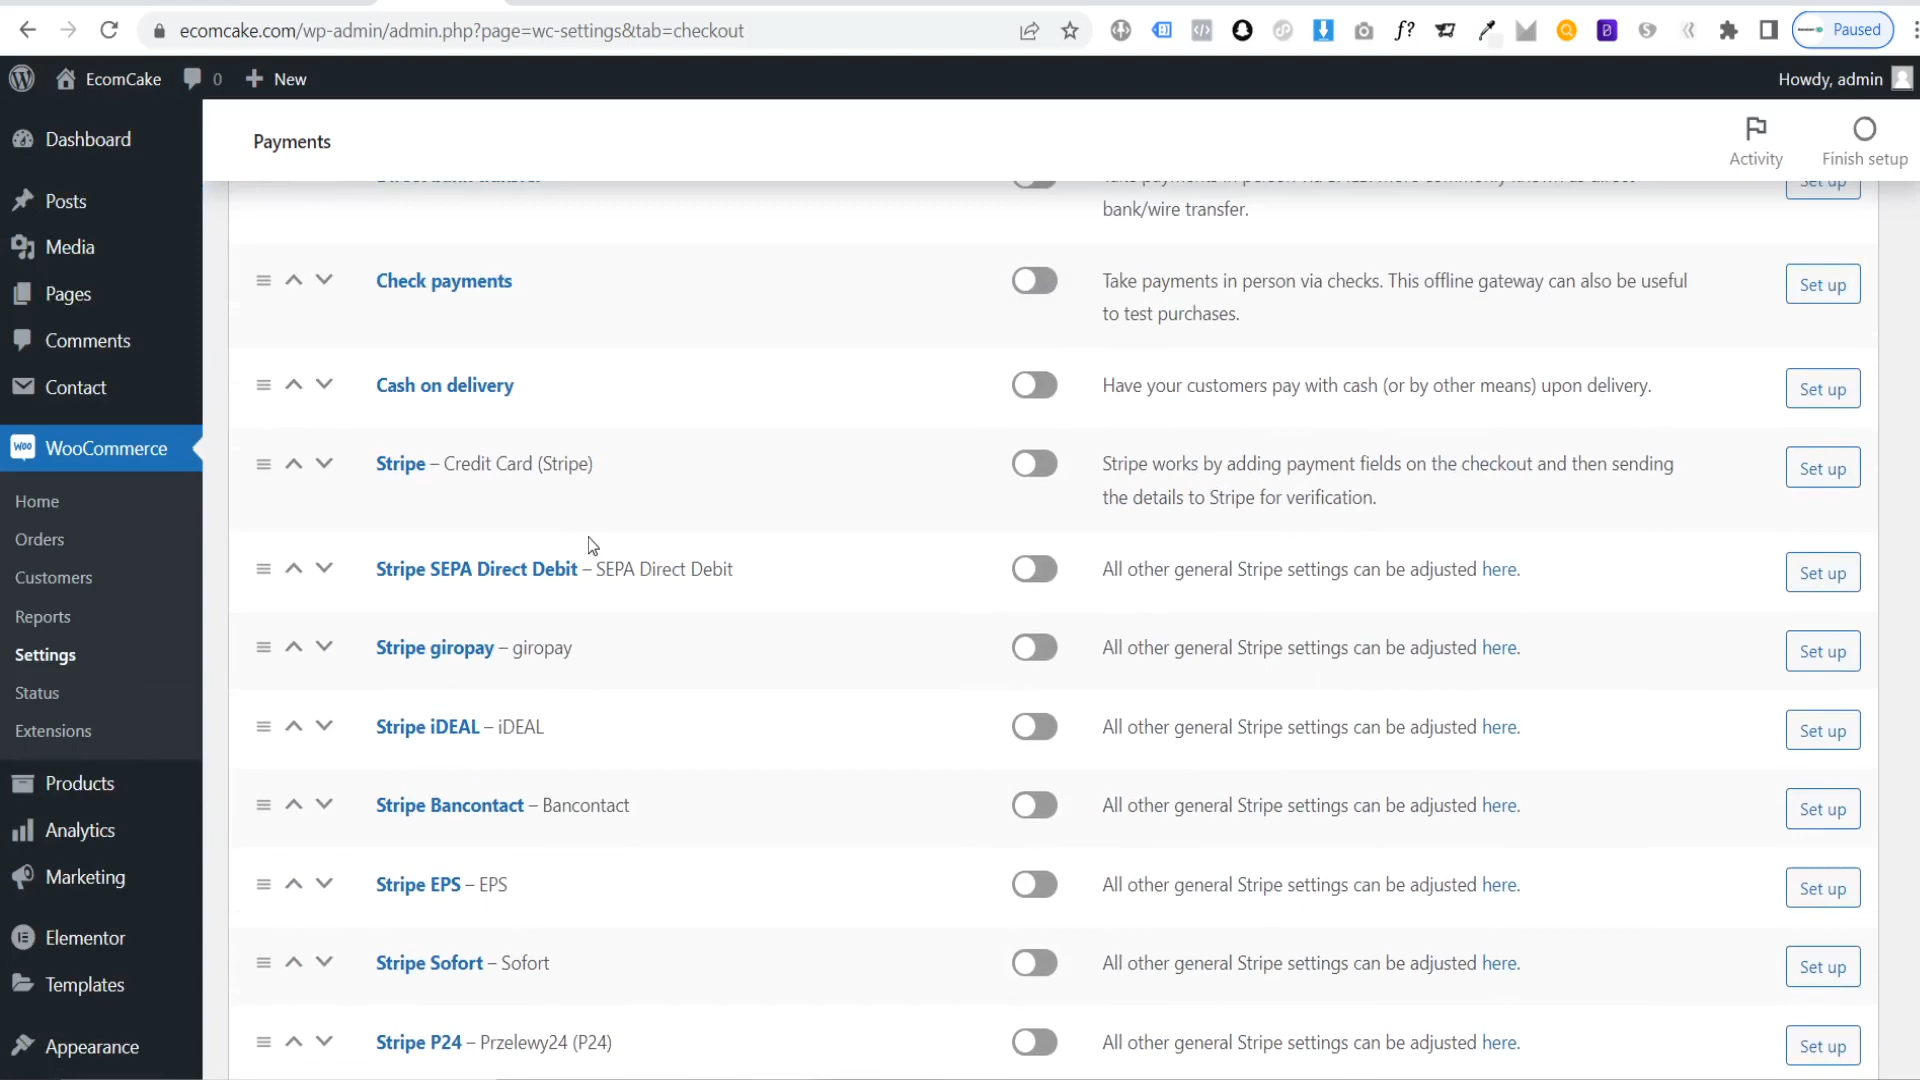 ecomcake.com/wp-admin/admin.php?page=wc-settings&tab=checkout
f?
Paused
EcomCake
0
New
Howdy, admin
Dashboard
Posts
Media
Pages
Comments
Contact
WooCommerce
Home
Orders
Customers
Reports
Settings
Status
Extensions
Products
Analytics
Marketing
Elementor
Templates
Appearance
Payments
Activity
Finish setup
Set up
bank/wire transfer.
Check payments
Take payments in person via checks. This offline gateway can also be useful
to test purchases.
Set up
Cash on delivery
Have your customers pay with cash (or by other means) upon delivery.
Set up
Stripe – Credit Card (Stripe)
Stripe works by adding payment fields on the checkout and then sending
the details to Stripe for verification.
Set up
Stripe SEPA Direct Debit – SEPA Direct Debit
All other general Stripe settings can be adjusted here.
Set up
Stripe giropay – giropay
All other general Stripe settings can be adjusted here.
Set up
Stripe iDEAL – iDEAL
All other general Stripe settings can be adjusted here.
Set up
Stripe Bancontact – Bancontact
All other general Stripe settings can be adjusted here.
Set up
Stripe EPS – EPS
All other general Stripe settings can be adjusted here.
Set up
Stripe Sofort – Sofort
All other general Stripe settings can be adjusted here.
Set up
Stripe P24 – Przelewy24 (P24)
All other general Stripe settings can be adjusted here.
Set up